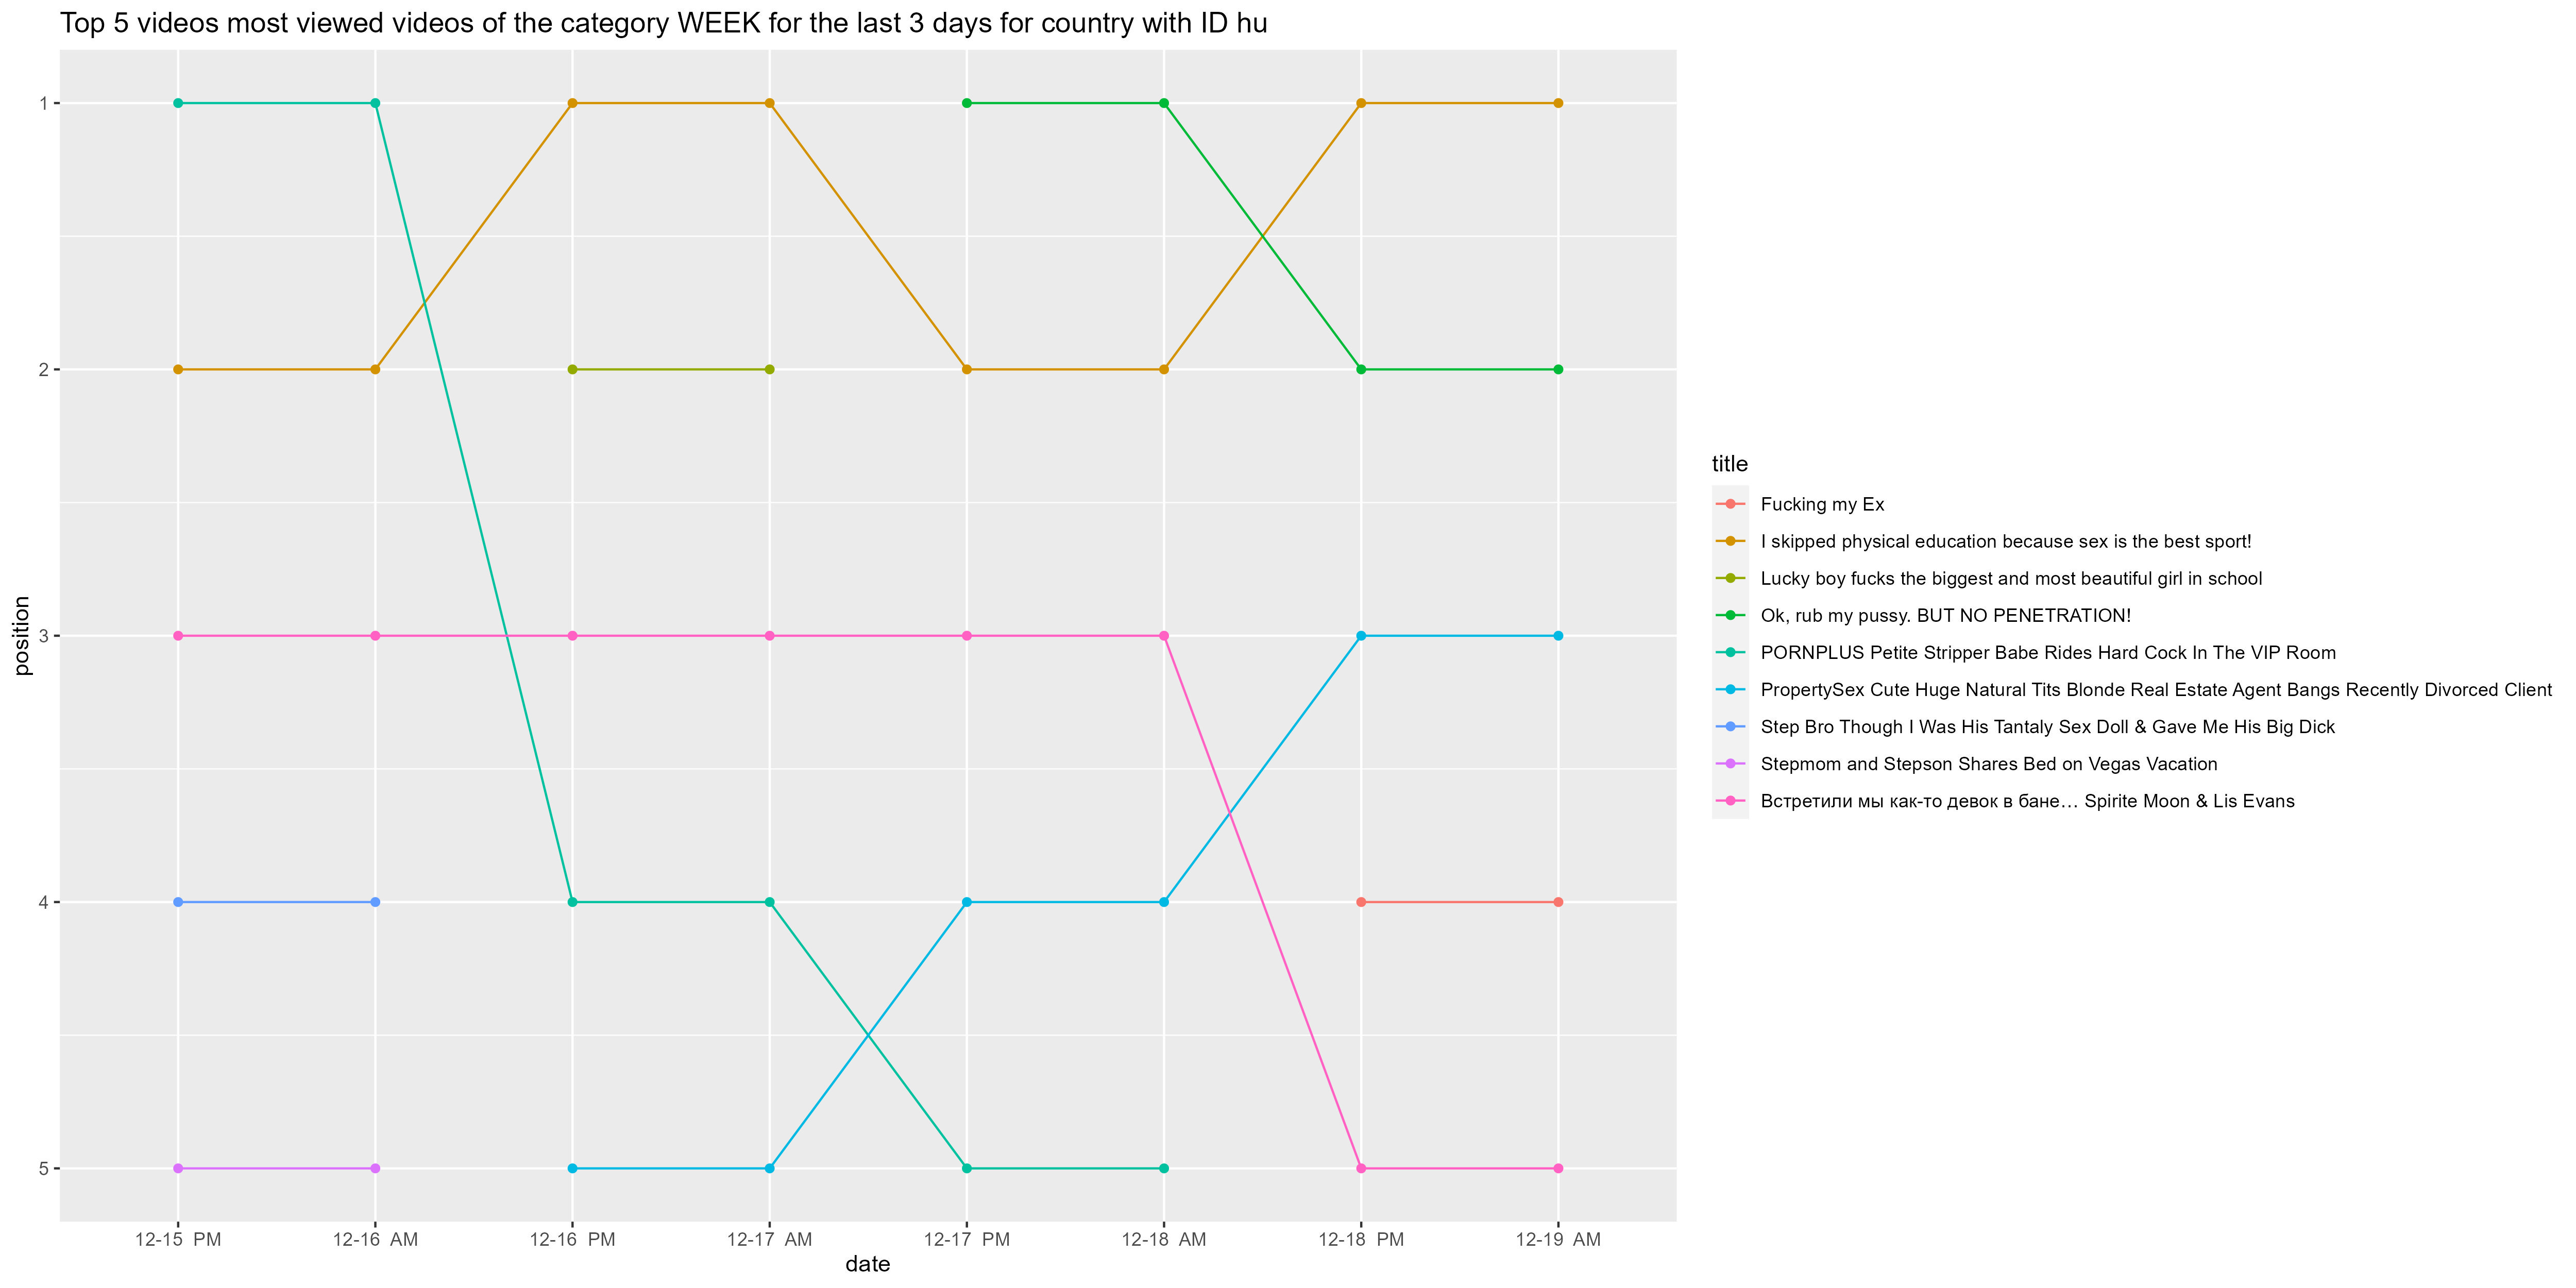 Top 5 videos most viewed videos of the category WEEK for the last 3 days for country with ID hu
position
1
2
3
4
5
12-15 PM
12-16 AM
12-16 PM
12-17 AM
12-17 PM
12-18 AM
12-18 PM
12-19 AM
date
title
Fucking my Ex
I skipped physical education because sex is the best sport!
Lucky boy fucks the biggest and most beautiful girl in school
Ok, rub my pussy. BUT NO PENETRATION!
PORNPLUS Petite Stripper Babe Rides Hard Cock In The VIP Room
PropertySex Cute Huge Natural Tits Blonde Real Estate Agent Bangs Recently Divorced Client
Step Bro Though I Was His Tantaly Sex Doll & Gave Me His Big Dick
Stepmom and Stepson Shares Bed on Vegas Vacation
Встретили мы как-то девок в бане… Spirite Moon & Lis Evans